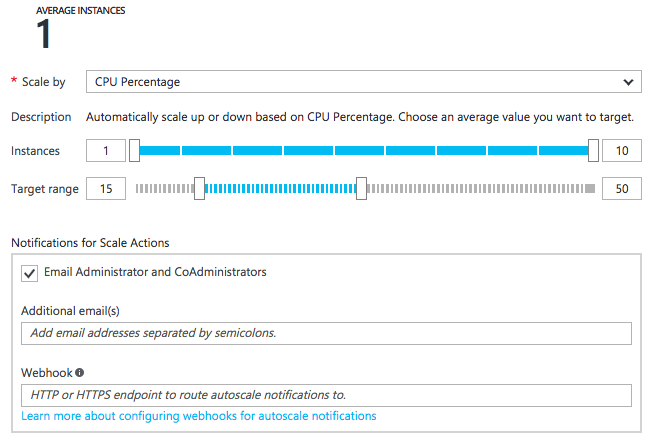 AVERAGE INSTANCES
1
* Scale by CPU Percentage
Description Automatically scale up or down based on CPU Percentage. Choose an average value you want to target.
Instances 1 10
Target range 15 50
Notifications for Scale Actions
Email Administrator and CoAdministrators
Additional email(s)
Add email addresses separated by semicolons.
Webhook
HTTP or HTTPS endpoint to route autoscale notifications to.
Learn more about configuring webhooks for autoscale notifications